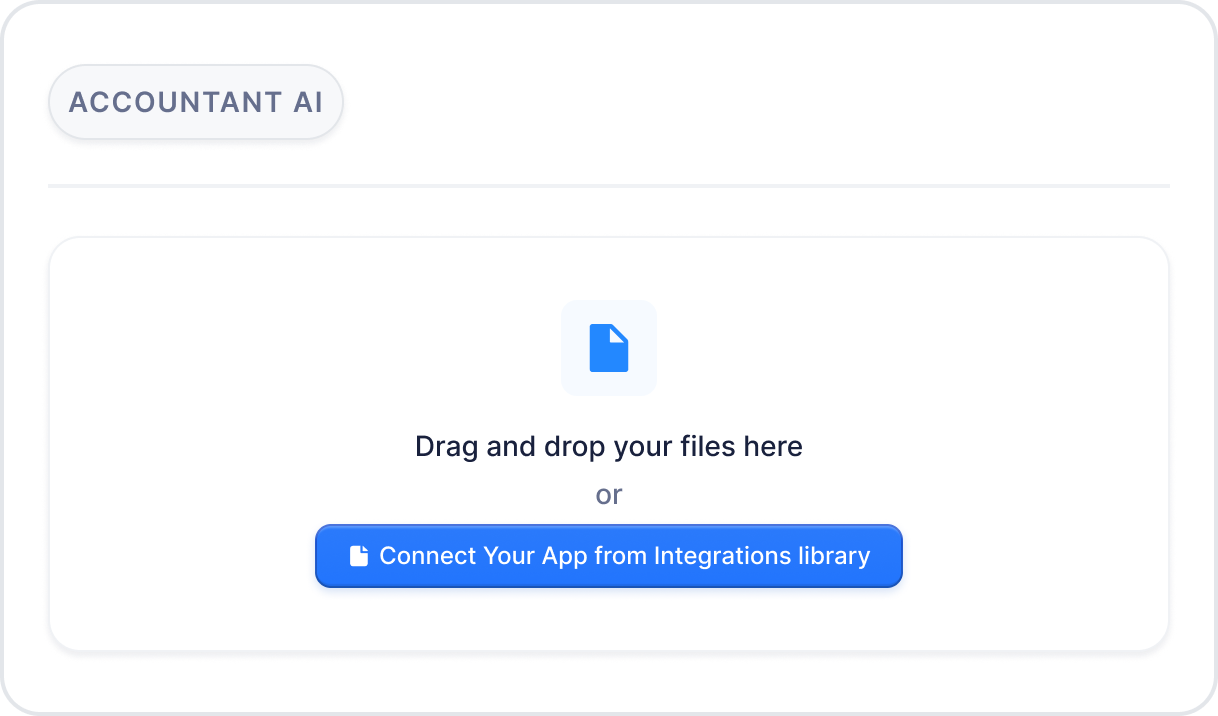 ACCOUNTANT AI
Drag and drop your files here
or
Connect Your App from Integrations library